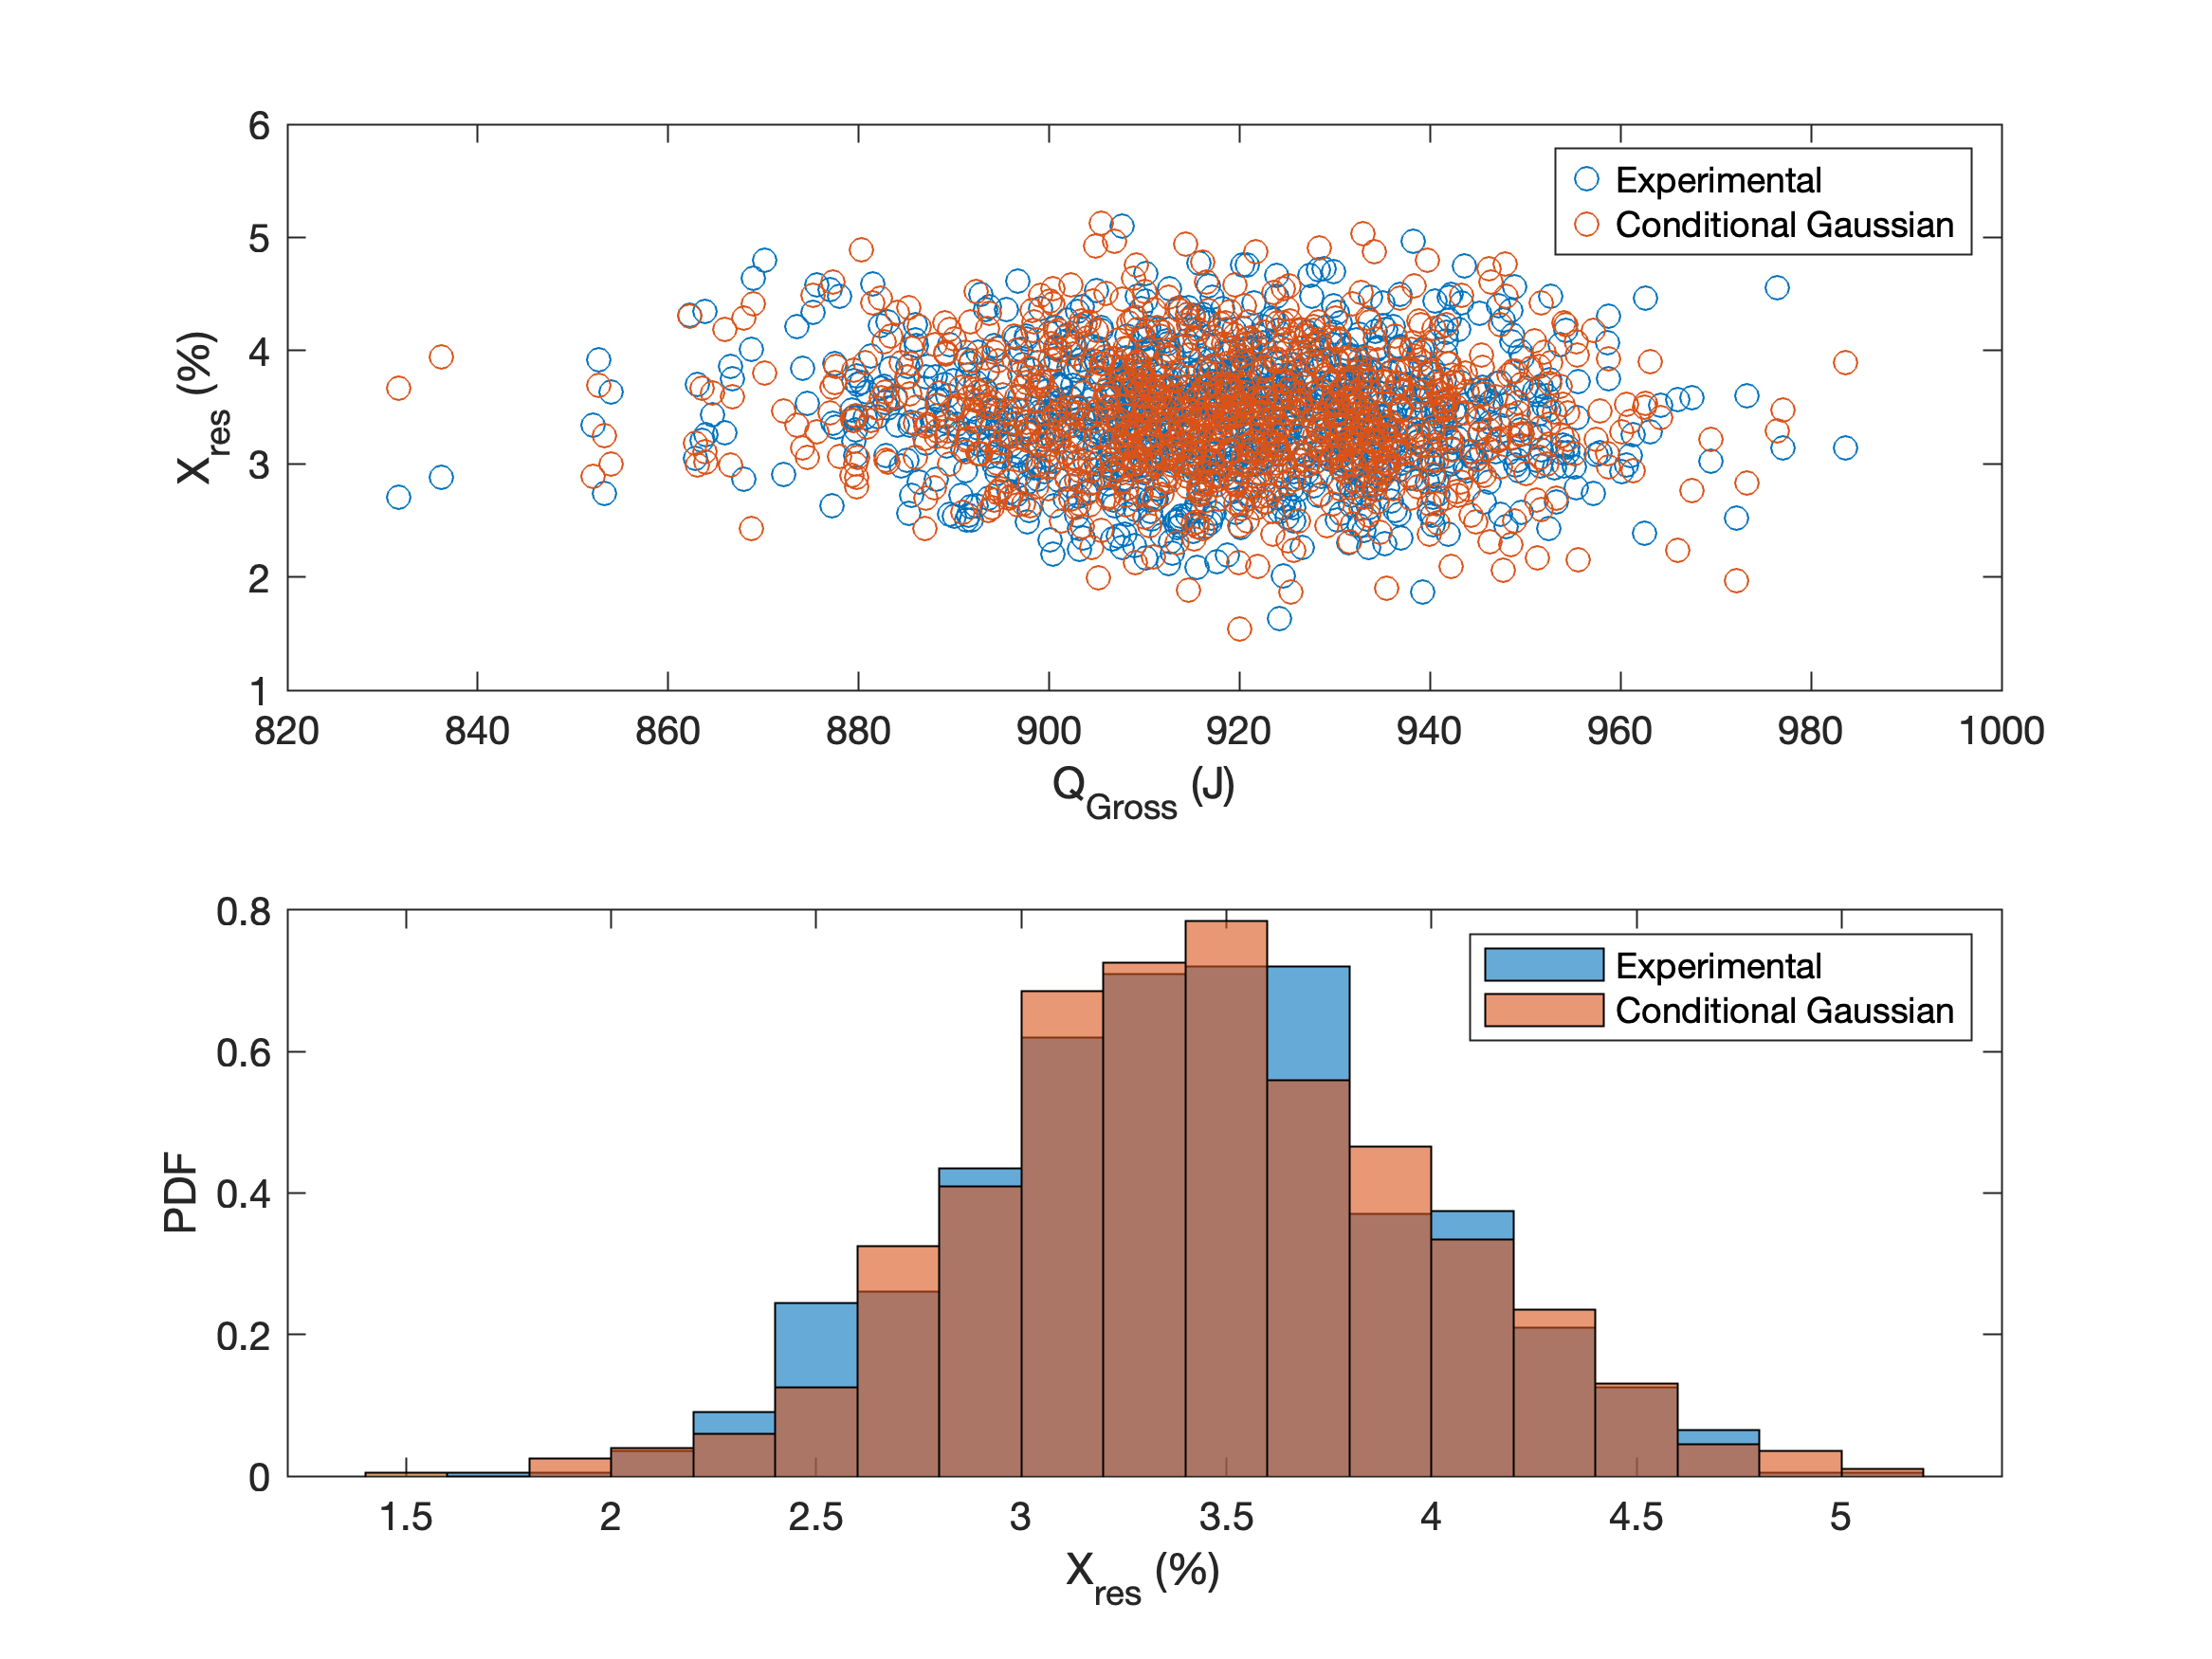 6
5
4
3
2
1
X_res (%)
Experimental
Conditional Gaussian
820 840 860 880 900 920 940 960 980 1000
Q_Gross (J)
0.8
0.6
0.4
0.2
0
PDF
Experimental
Conditional Gaussian
1.5 2 2.5 3 3.5 4 4.5 5
X_res (%)